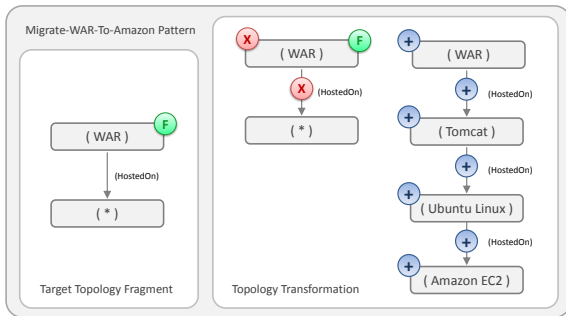 Migrate-WAR-To-Amazon Pattern
( WAR )
F
(HostedOn)
( * )
Target Topology Fragment
X
F
( WAR )
X
(HostedOn)
( * )
+
( WAR )
+
(HostedOn)
+
( Tomcat )
+
(HostedOn)
+
( Ubuntu Linux )
+
(HostedOn)
+
( Amazon EC2 )
Topology Transformation